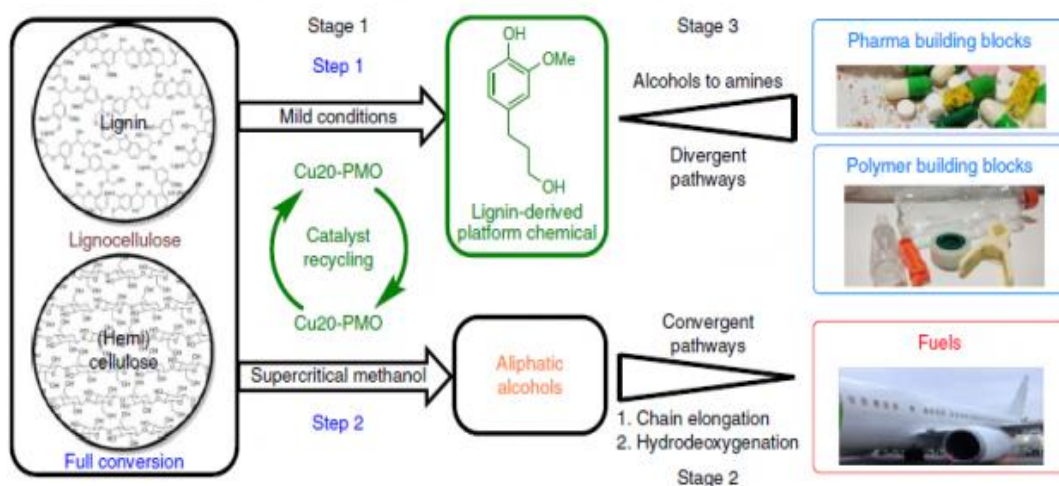 Stage 1
Step 1
Mild conditions
Lignin
Lignocellulose
(Hemi)
cellulose
Full conversion
Cu20-PMO
Catalyst
recycling
Cu20-PMO
Supercritical methanol
Step 2
OH
OMe
OH
Lignin-derived
platform chemical
Aliphatic
alcohols
Stage 3
Alcohols to amines
Divergent
pathways
Convergent
pathways
1. Chain elongation
2. Hydrodeoxygenation
Stage 2
Pharma building blocks
Polymer building blocks
Fuels